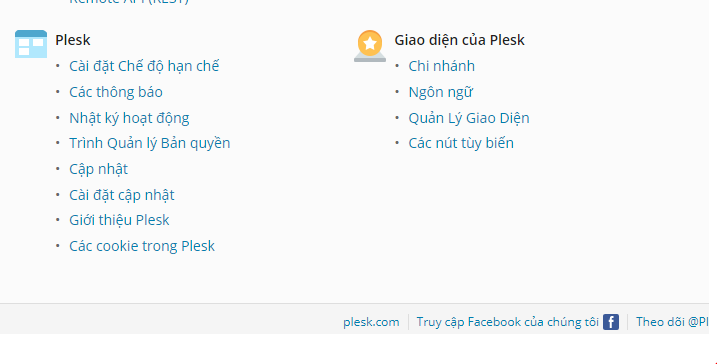 Remote API (REST)
Plesk
Cài đặt Chế độ hạn chế
Các thông báo
Nhật ký hoạt động
Trình Quản lý Bản quyền
Cập nhật
Cài đặt cập nhật
Giới thiệu Plesk
Các cookie trong Plesk
Giao diện của Plesk
Chi nhánh
Ngôn ngữ
Quản Lý Giao Diện
Các nút tùy biến
plesk.com Truy cập Facebook của chúng tôi Theo dõi @Pl